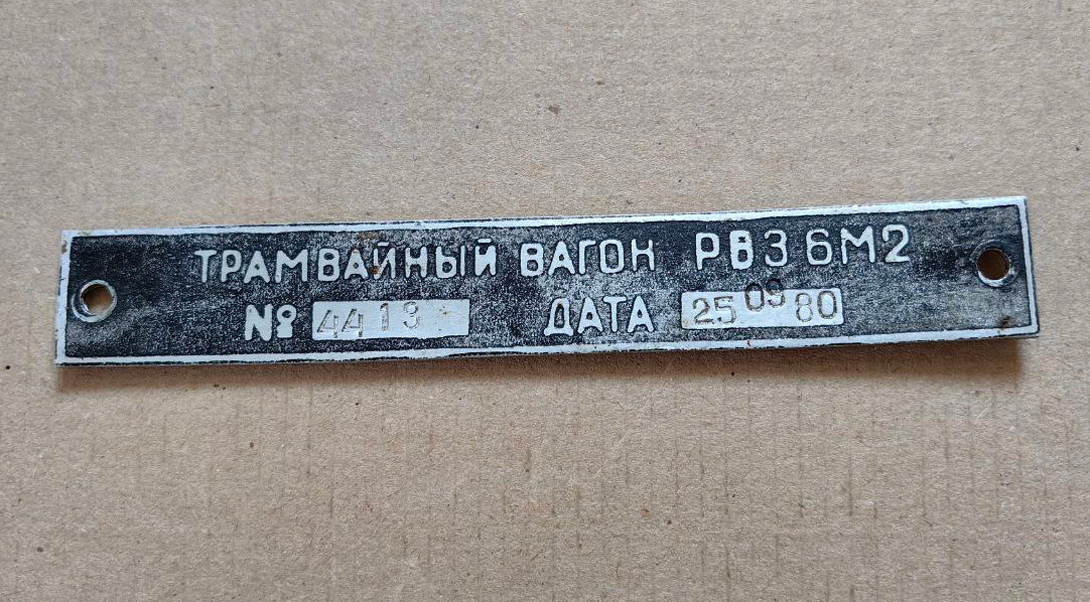 ТРАМВАЙНЫЙ ВАГОН РВЗ 6М2
№ 4413 ДАТА 25 09 80